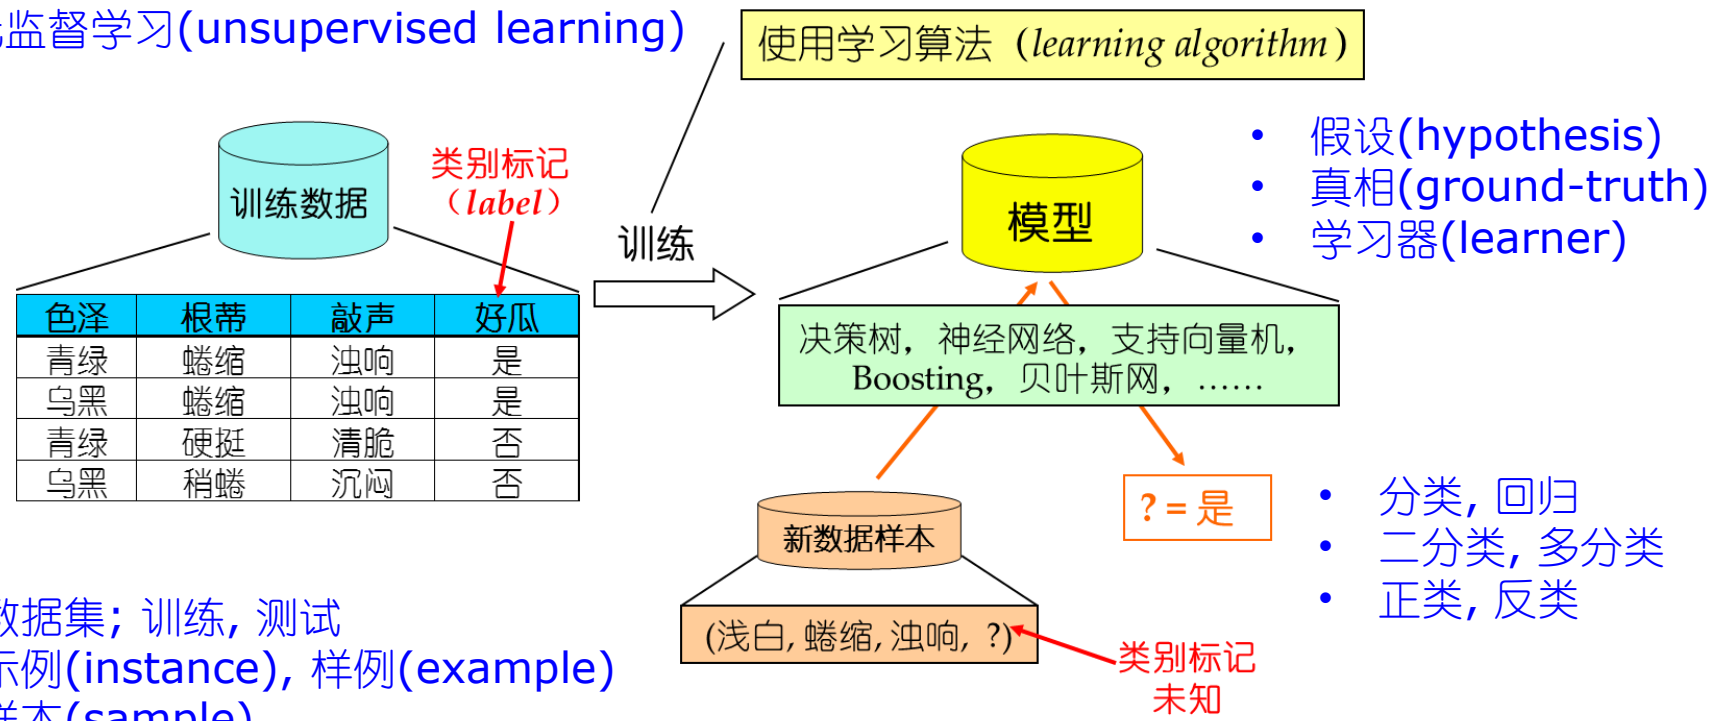 监督学习(unsupervised learning)
使用学习算法（learning algorithm）
训练数据
类别标记
（label）
训练
模型
• 假设(hypothesis)
• 真相(ground-truth)
• 学习器(learner)
色泽 根蒂 敲声 好瓜
青绿 蜷缩 浊响 是
乌黑 蜷缩 浊响 是
青绿 硬挺 清脆 否
乌黑 稍蜷 沉闷 否
决策树，神经网络，支持向量机，
Boosting，贝叶斯网，……
新数据样本
(浅白, 蜷缩, 浊响, ?)
类别标记
未知
? = 是
• 分类, 回归
• 二分类, 多分类
• 正类, 反类
数据集; 训练, 测试
示例(instance), 样例(example)
样本(sample)